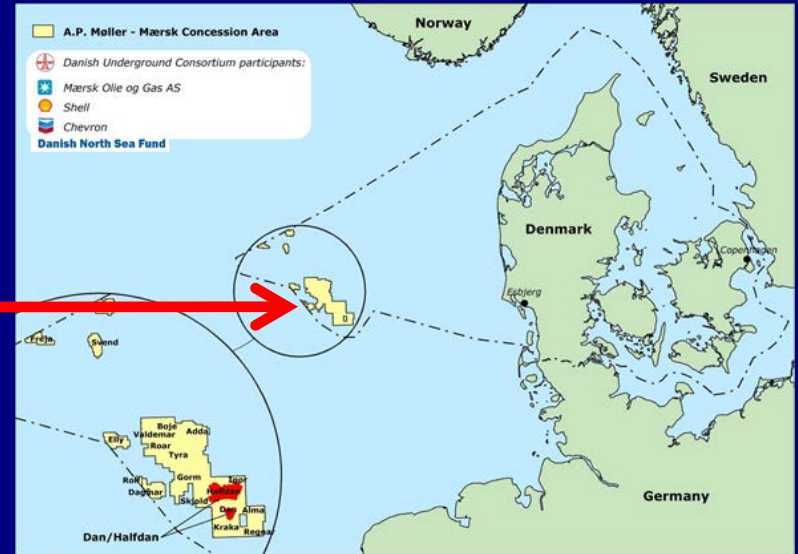 A.P. Møller - Mærsk Concession Area
Danish Underground Consortium participants:
Mærsk Olie og Gas AS
Shell
Chevron
Danish North Sea Fund
Norway
Sweden
Denmark
Copenhagen
Esbjerg
Germany
Freja
Svend
Elly
Boje
Valdemar
Adda
Roar
Tyra
Rolf
Dagmar
Gorm
Skjold
Igor
Halfdan
Dan
Alma
Kraka
Regnar
Dan/Halfdan